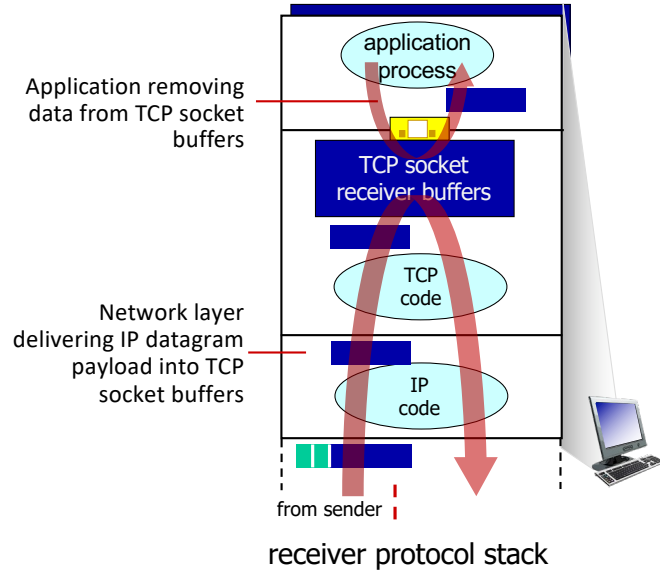 application
process
Application removing
data from TCP socket
buffers
TCP socket
receiver buffers
TCP
code
Network layer
delivering IP datagram
payload into TCP
socket buffers
IP
code
from sender
receiver protocol stack